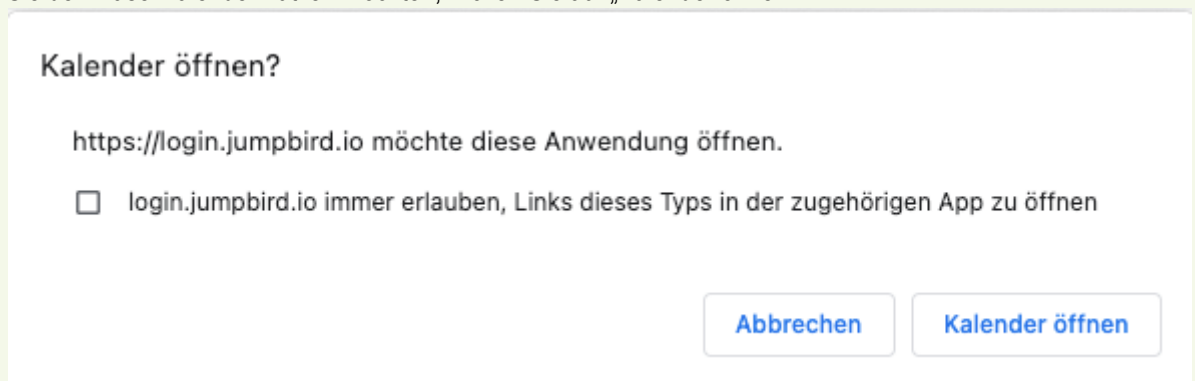 Kalender öffnen?
https://login.jumpbird.io möchte diese Anwendung öffnen.
login.jumpbird.io immer erlauben, Links dieses Typs in der zugehörigen App zu öffnen
Abbrechen
Kalender öffnen